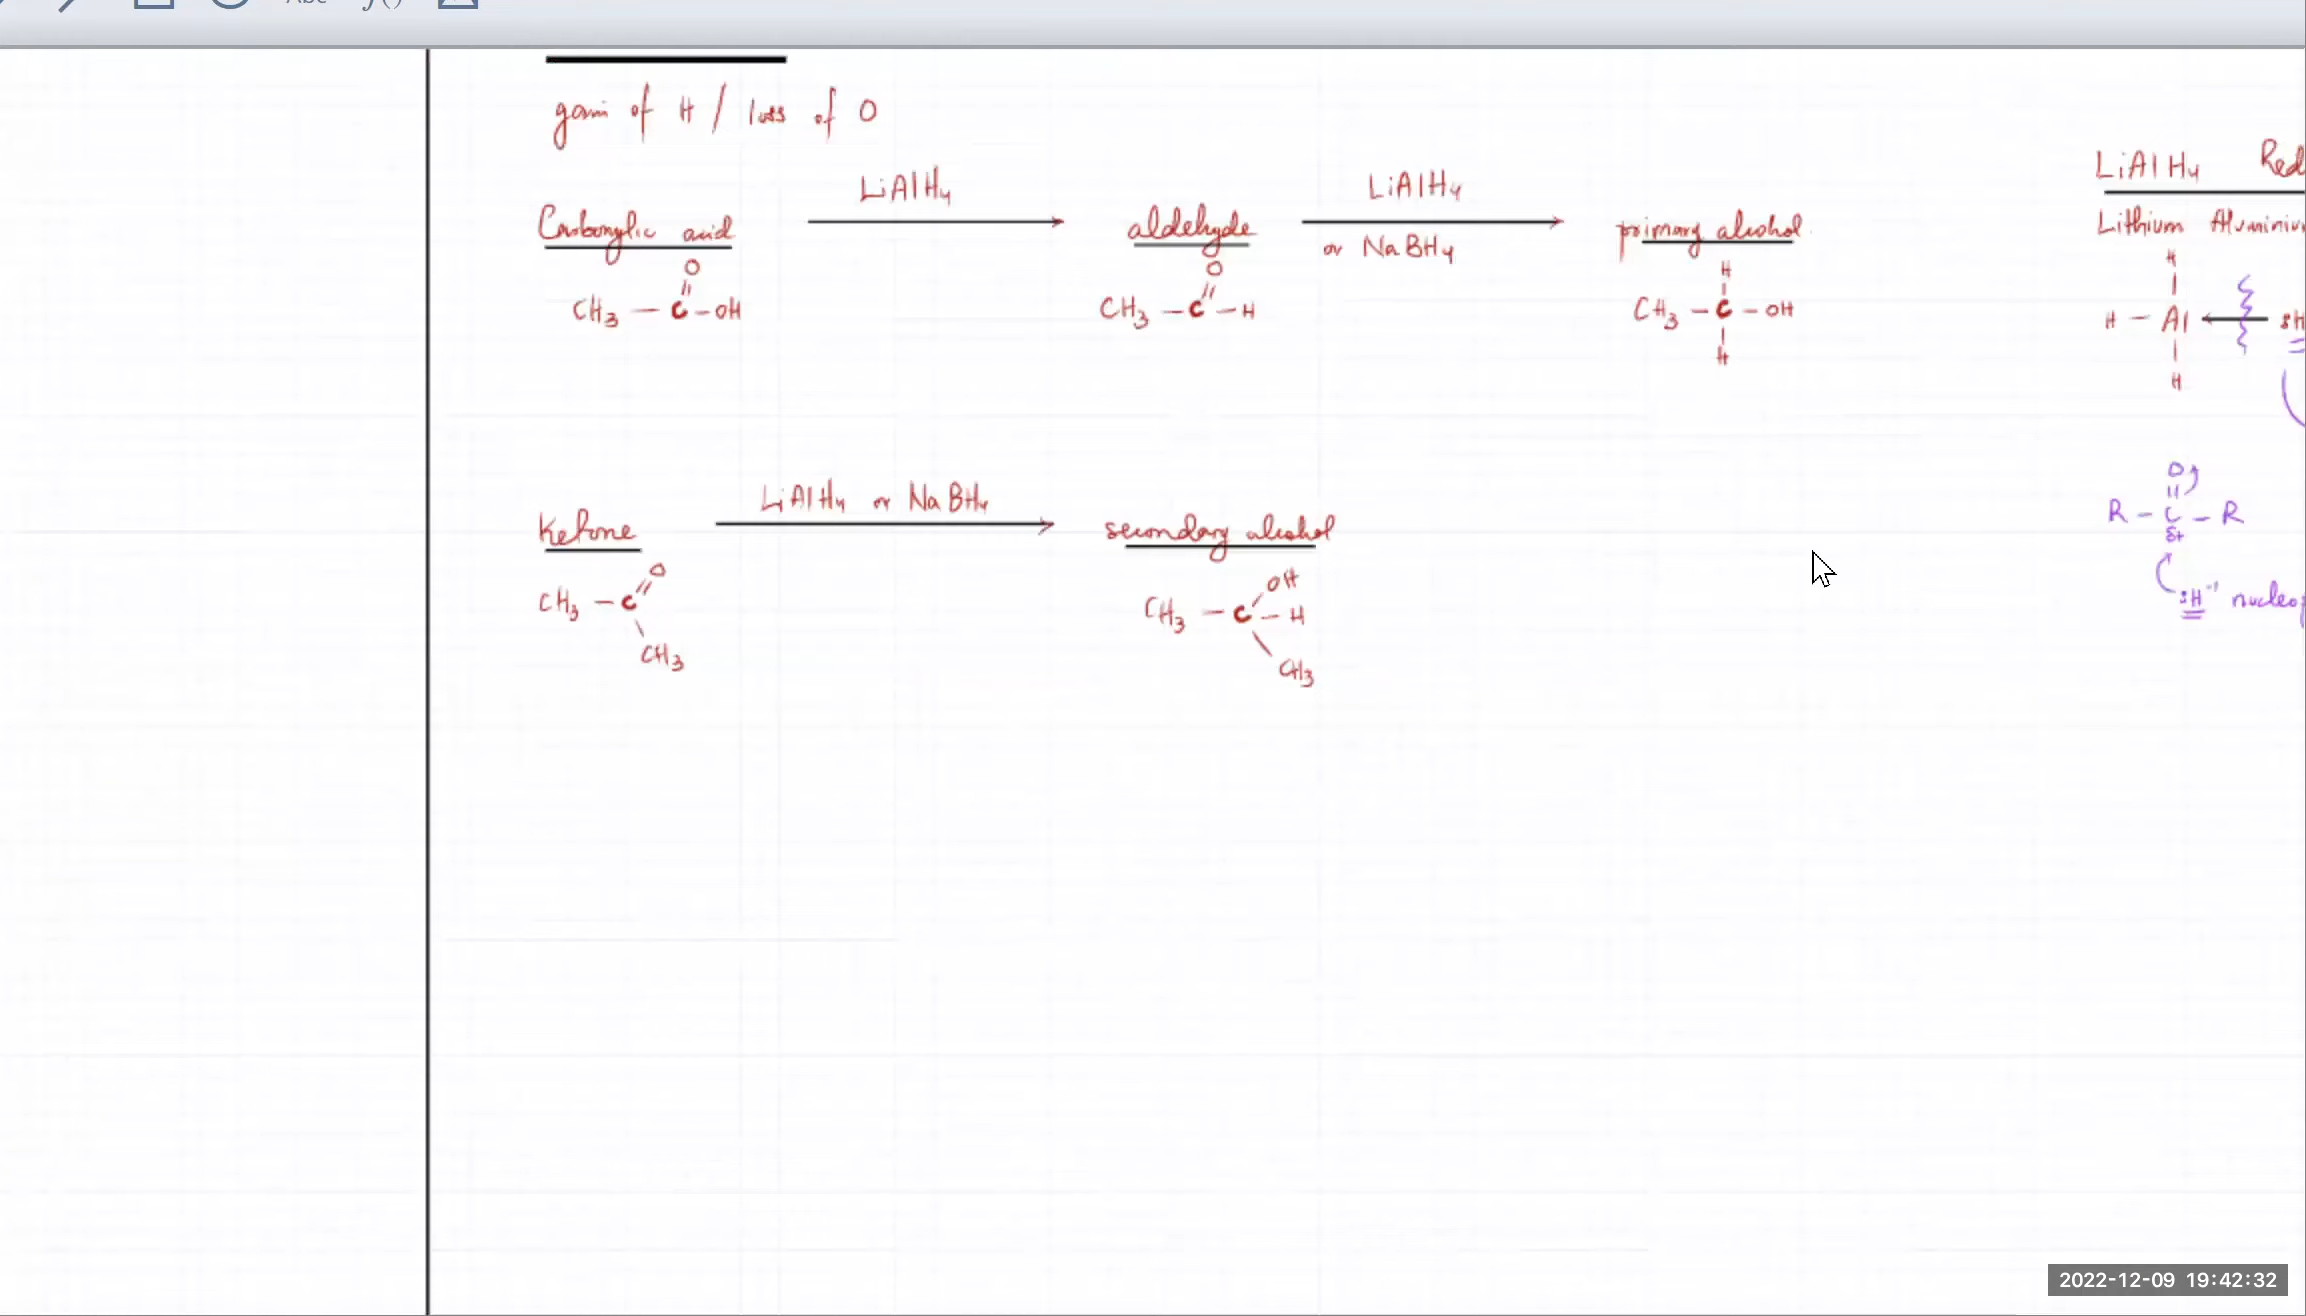 Abc f()
gain of H / loss of O
Carboxylic acid
LiAlH4
aldehyde
LiAlH4
or NaBH4
primary alcohol
O
CH3 - C - OH
O
CH3 - C - H
H
CH3 - C - OH
H
Ketone
LiAlH4 or NaBH4
secondary alcohol
O
CH3 - C
CH3
OH
CH3 - C - H
CH3
LiAlH4
Lithium
H
H - Al
H
O
R - C - R
δ+
:H⁻
2022-12-09 19:42:32